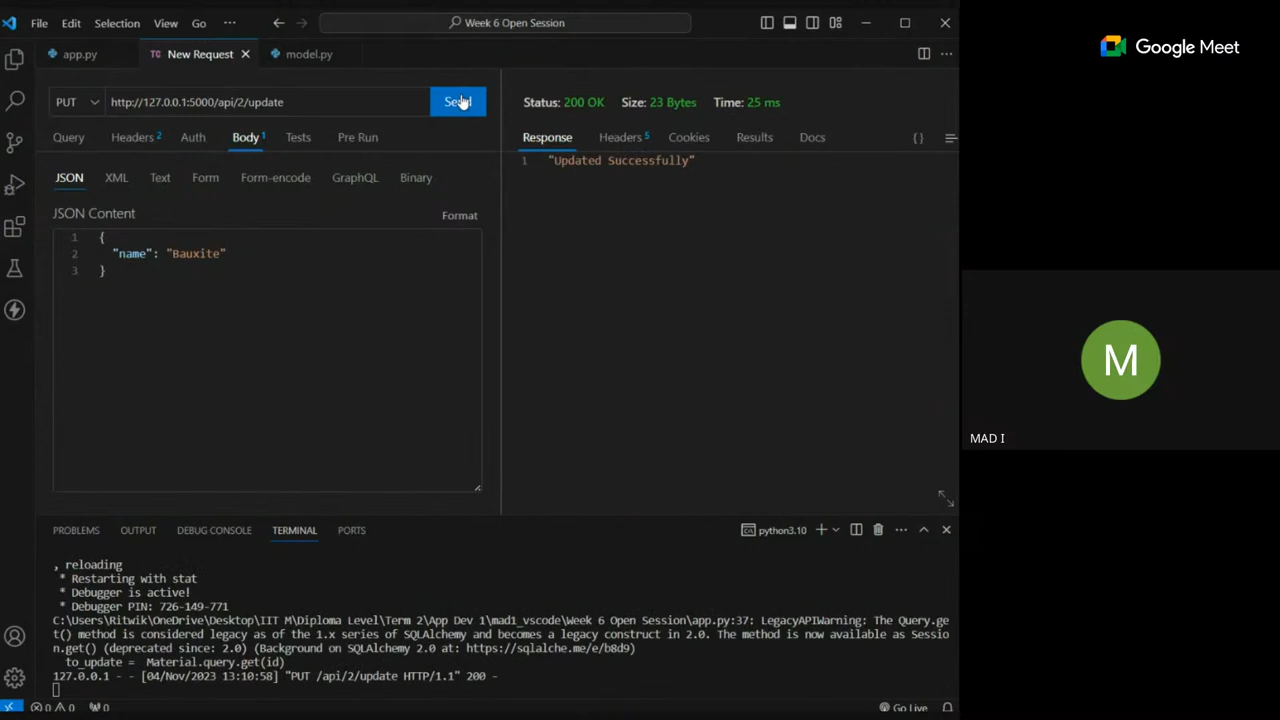 File Edit Selection View Go ··· Week 6 Open Session
Google Meet
app.py New Request model.py
PUT http://127.0.0.1:5000/api/2/update Send
Status: 200 OK Size: 23 Bytes Time: 25 ms
Query Headers 2 Auth Body 1 Tests Pre Run
Response Headers 5 Cookies Results Docs { }
1 "Updated Successfully"
JSON XML Text Form Form-encode GraphQL Binary
JSON Content Format
1 {
2 "name": "Bauxite"
3 }
M
MAD I
PROBLEMS OUTPUT DEBUG CONSOLE TERMINAL PORTS python3.10
, reloading
* Restarting with stat
* Debugger is active!
* Debugger PIN: 726-149-771
C:\Users\Ritwik\OneDrive\Desktop\IIT M\Diploma Level\Term 2\App Dev 1\mad1_vscode\Week 6 Open Session\app.py:37: LegacyAPIWarning: The Query.ge
t() method is considered legacy as of the 1.x series of SQLAlchemy and becomes a legacy construct in 2.0. The method is now available as Sessio
n.get() (deprecated since: 2.0) (Background on SQLAlchemy 2.0 at: https://sqlalche.me/e/b8d9)
to_update = Material.query.get(id)
127.0.0.1 - - [04/Nov/2023 13:10:58] "PUT /api/2/update HTTP/1.1" 200 -
0 0 0 Go Live